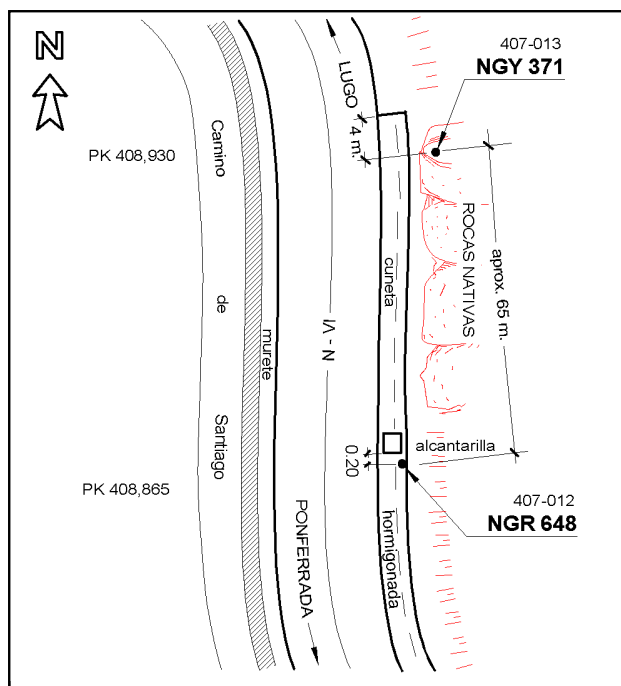 N
407-013
NGY 371
LUGO
4 m.
Camino
de
Santiago
PK 408,930
ROCAS NATIVAS
aprox. 65 m.
cuneta
hormigonada
murete
N - VI
alcantarilla
0.20
PK 408,865
407-012
NGR 648
PONFERRADA